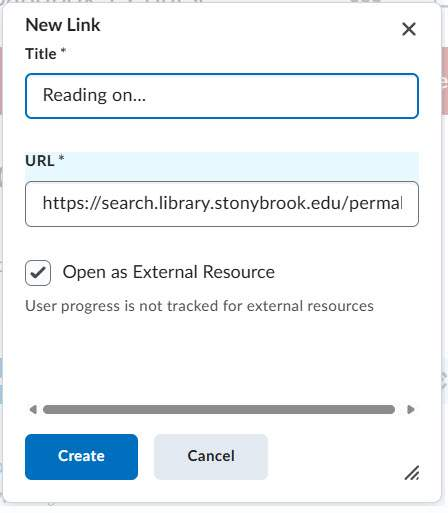 New Link
Title *
Reading on...
URL *
https://search.library.stonybrook.edu/permal
Open as External Resource
User progress is not tracked for external resources
Create
Cancel